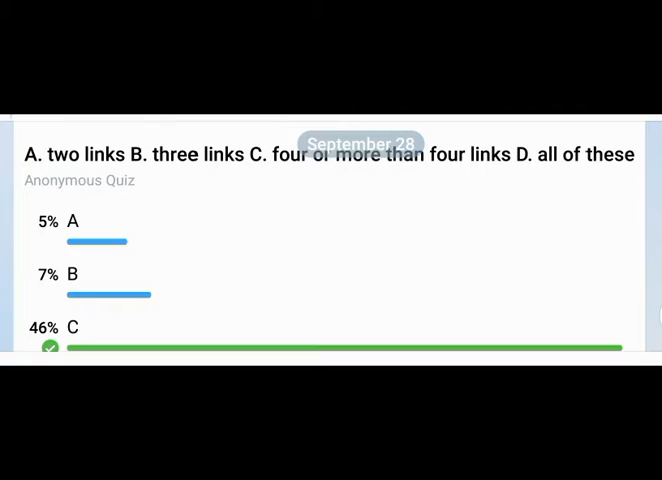 September 28
A. two links B. three links C. four or more than four links D. all of these
Anonymous Quiz
5% A
7% B
46% C